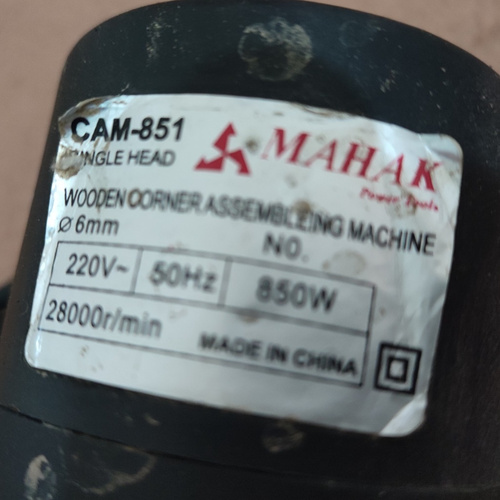 CAM-851
SINGLE HEAD
MAHAK
Power Tools
WOODEN CORNER ASSEMBLEING MACHINE
Ø 6mm
NO.
220V~ 50Hz 850W
28000r/min
MADE IN CHINA